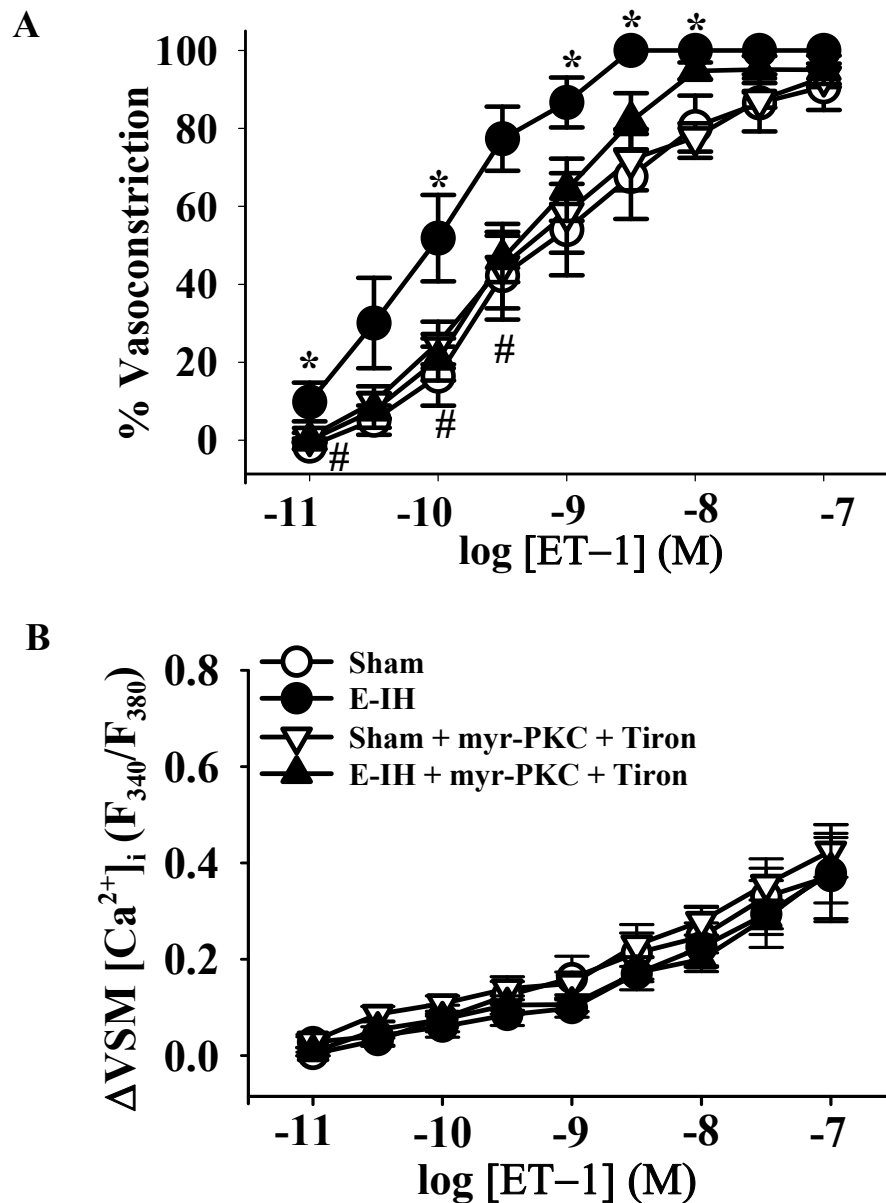 A
% Vasoconstriction
100
80
60
40
20
0
* * * * *
# # #
-11 -10 -9 -8 -7
log [ET–1] (M)
B
Sham
E-IH
Sham + myr-PKC + Tiron
E-IH + myr-PKC + Tiron
ΔVSM [Ca²⁺]ᵢ (F₃₄₀/F₃₈₀)
0.8
0.6
0.4
0.2
0.0
-11 -10 -9 -8 -7
log [ET–1] (M)